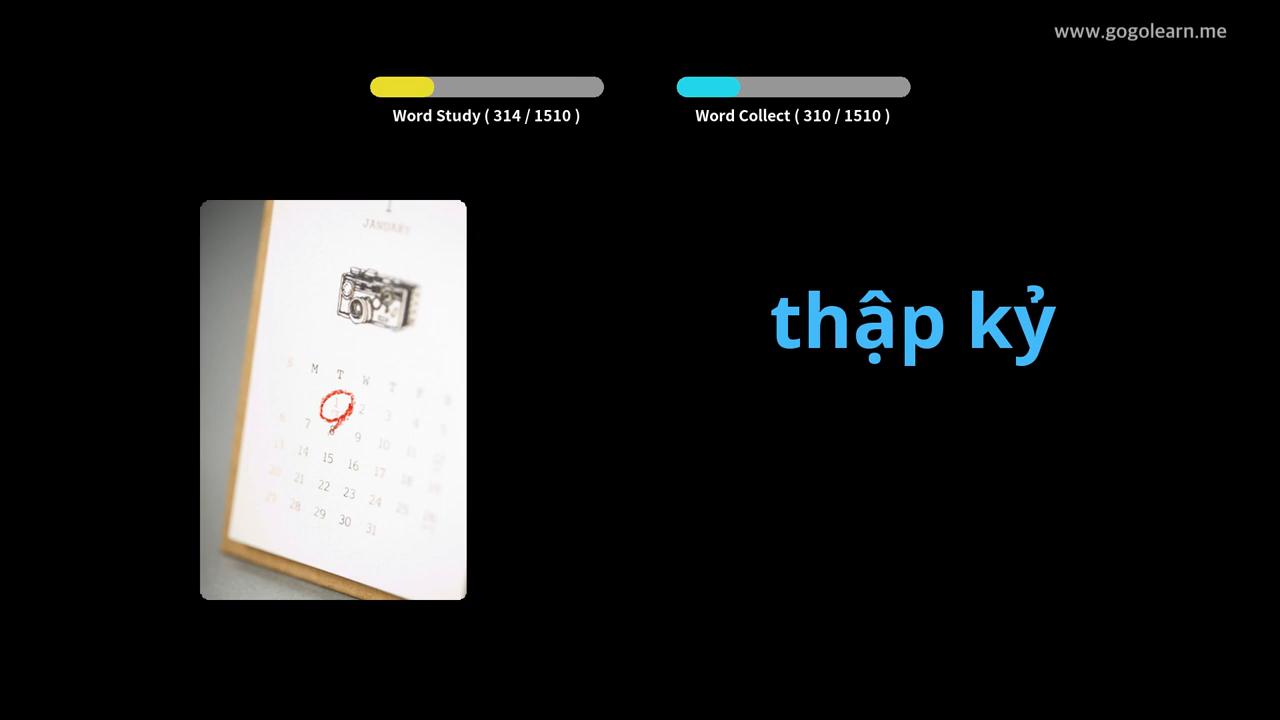 www.gogolearn.me
Word Study ( 314 / 1510 )
Word Collect ( 310 / 1510 )
thập kỷ
JANUARY
S M T W T F S
1 2 3 4 5
6 7 8 9 10 11
13 14 15 16 17 18 19
20 21 22 23 24 25 26
28 29 30 31